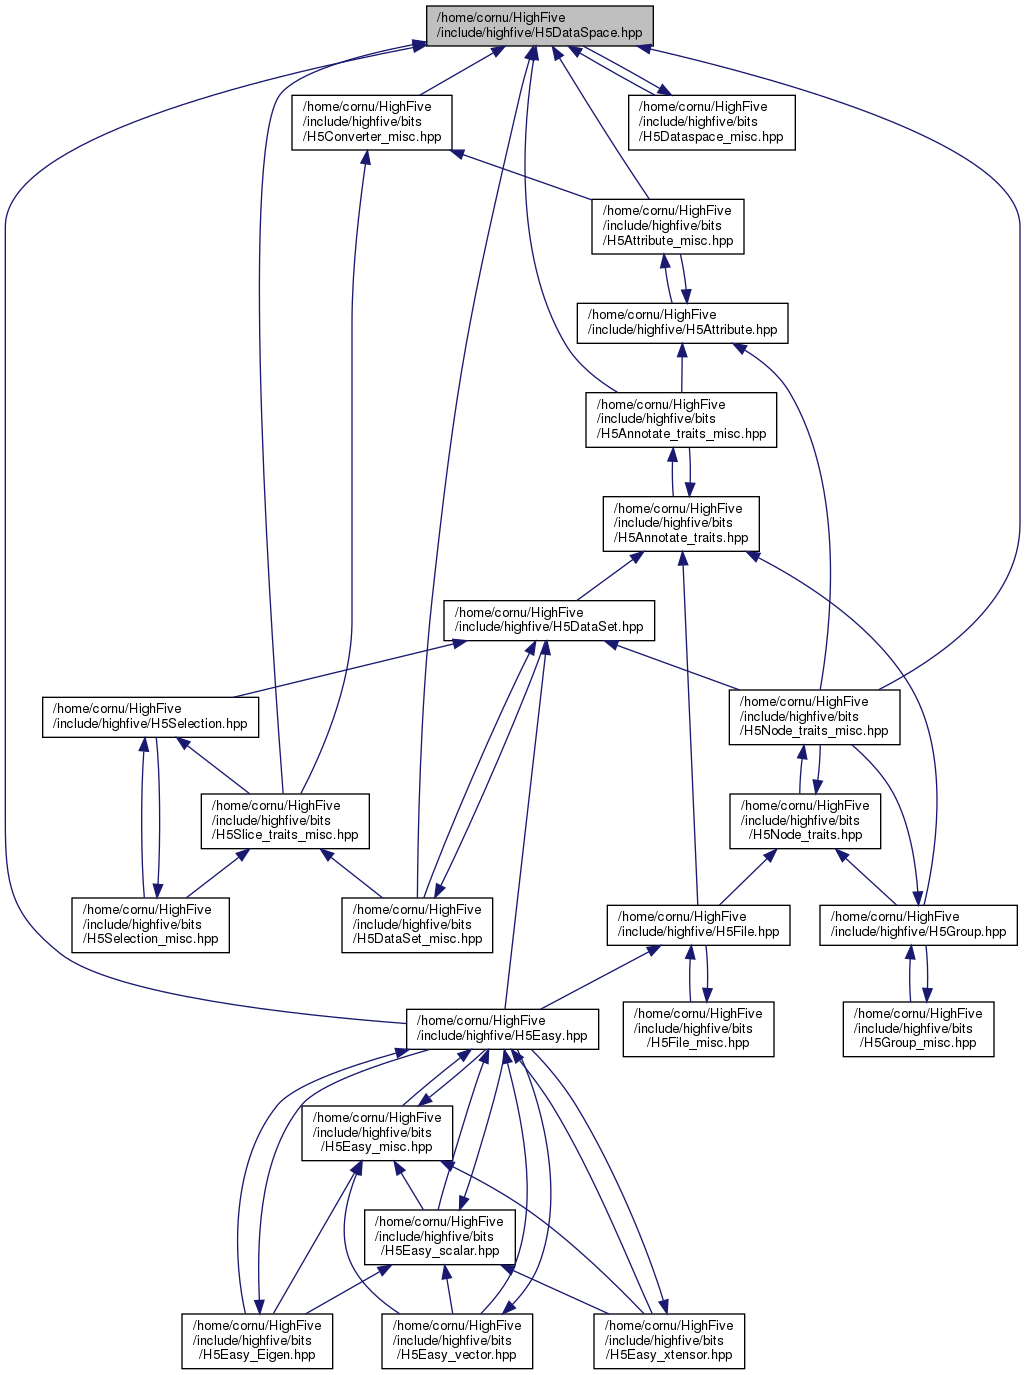 /home/cornu/HighFive
/include/highfive/H5DataSpace.hpp
/home/cornu/HighFive
/include/highfive/bits
/H5Converter_misc.hpp
/home/cornu/HighFive
/include/highfive/bits
/H5Dataspace_misc.hpp
/home/cornu/HighFive
/include/highfive/bits
/H5Attribute_misc.hpp
/home/cornu/HighFive
/include/highfive/H5Attribute.hpp
/home/cornu/HighFive
/include/highfive/bits
/H5Annotate_traits_misc.hpp
/home/cornu/HighFive
/include/highfive/bits
/H5Annotate_traits.hpp
/home/cornu/HighFive
/include/highfive/H5DataSet.hpp
/home/cornu/HighFive
/include/highfive/H5Selection.hpp
/home/cornu/HighFive
/include/highfive/bits
/H5Node_traits_misc.hpp
/home/cornu/HighFive
/include/highfive/bits
/H5Slice_traits_misc.hpp
/home/cornu/HighFive
/include/highfive/bits
/H5Node_traits.hpp
/home/cornu/HighFive
/include/highfive/bits
/H5Selection_misc.hpp
/home/cornu/HighFive
/include/highfive/bits
/H5DataSet_misc.hpp
/home/cornu/HighFive
/include/highfive/H5File.hpp
/home/cornu/HighFive
/include/highfive/H5Group.hpp
/home/cornu/HighFive
/include/highfive/H5Easy.hpp
/home/cornu/HighFive
/include/highfive/bits
/H5File_misc.hpp
/home/cornu/HighFive
/include/highfive/bits
/H5Group_misc.hpp
/home/cornu/HighFive
/include/highfive/bits
/H5Easy_misc.hpp
/home/cornu/HighFive
/include/highfive/bits
/H5Easy_scalar.hpp
/home/cornu/HighFive
/include/highfive/bits
/H5Easy_Eigen.hpp
/home/cornu/HighFive
/include/highfive/bits
/H5Easy_vector.hpp
/home/cornu/HighFive
/include/highfive/bits
/H5Easy_xtensor.hpp